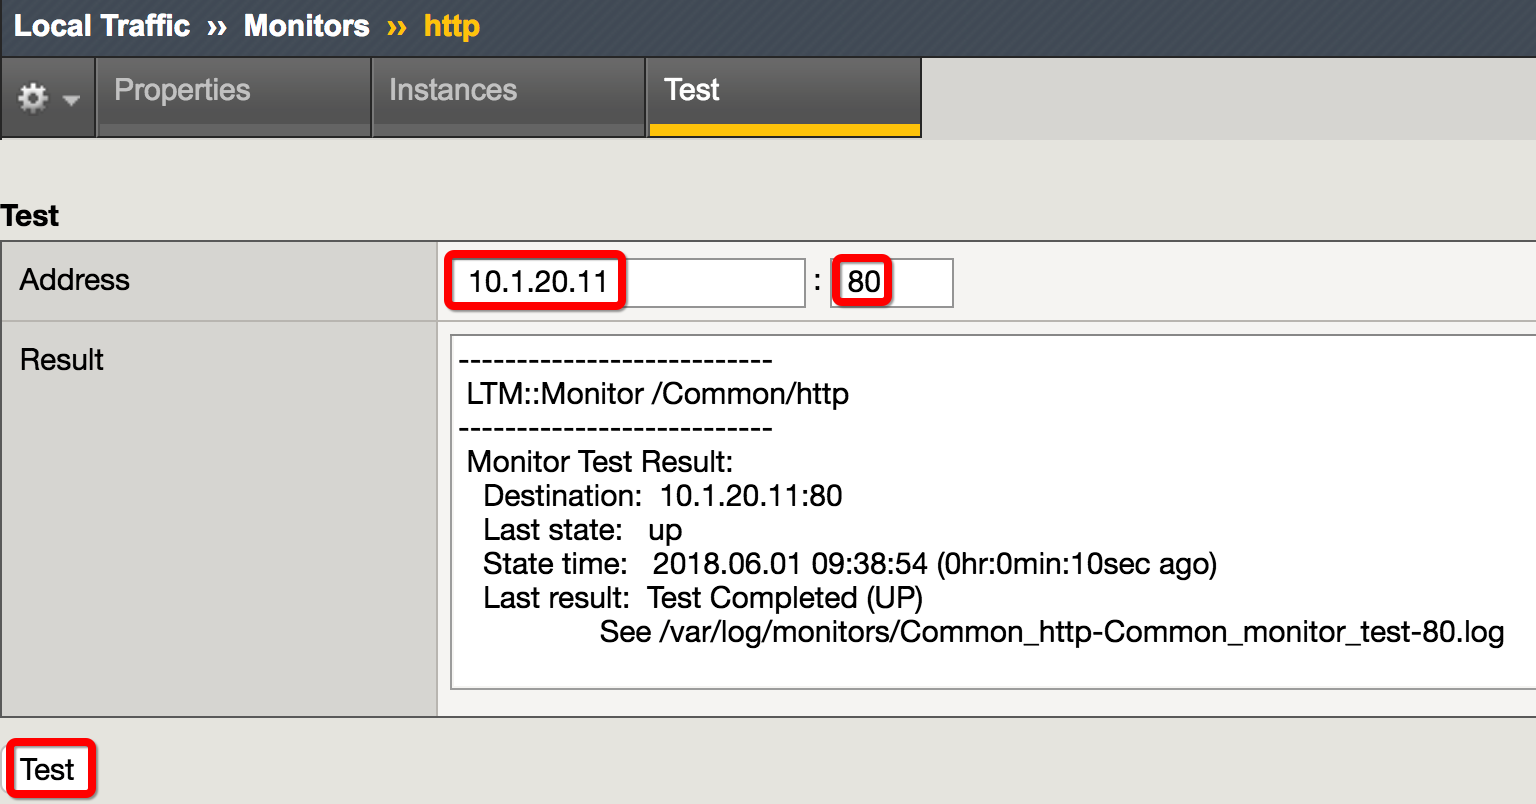 Local Traffic ›› Monitors ›› http
Properties Instances Test
Test
Address 10.1.20.11 : 80
Result
---------------------------
LTM::Monitor /Common/http
---------------------------
Monitor Test Result:
Destination: 10.1.20.11:80
Last state: up
State time: 2018.06.01 09:38:54 (0hr:0min:10sec ago)
Last result: Test Completed (UP)
See /var/log/monitors/Common_http-Common_monitor_test-80.log
Test